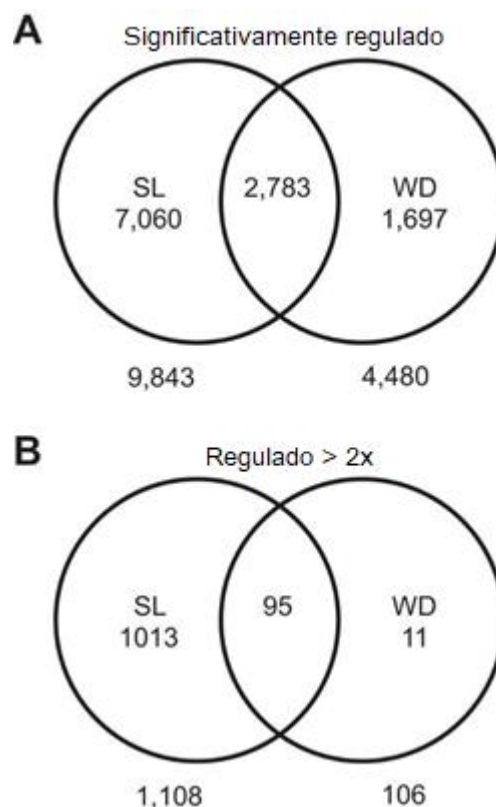 A
Significativamente regulado
SL
7,060
2,783
WD
1,697
9,843
4,480
B
Regulado > 2x
SL
1013
95
WD
11
1,108
106